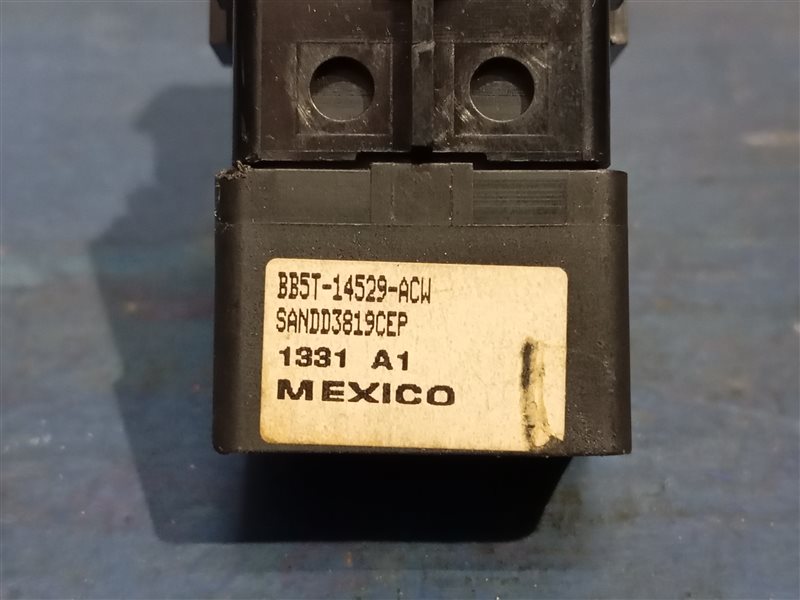 BB5T-14529-ACW
SANDD3819CEP
1331 A1
MEXICO